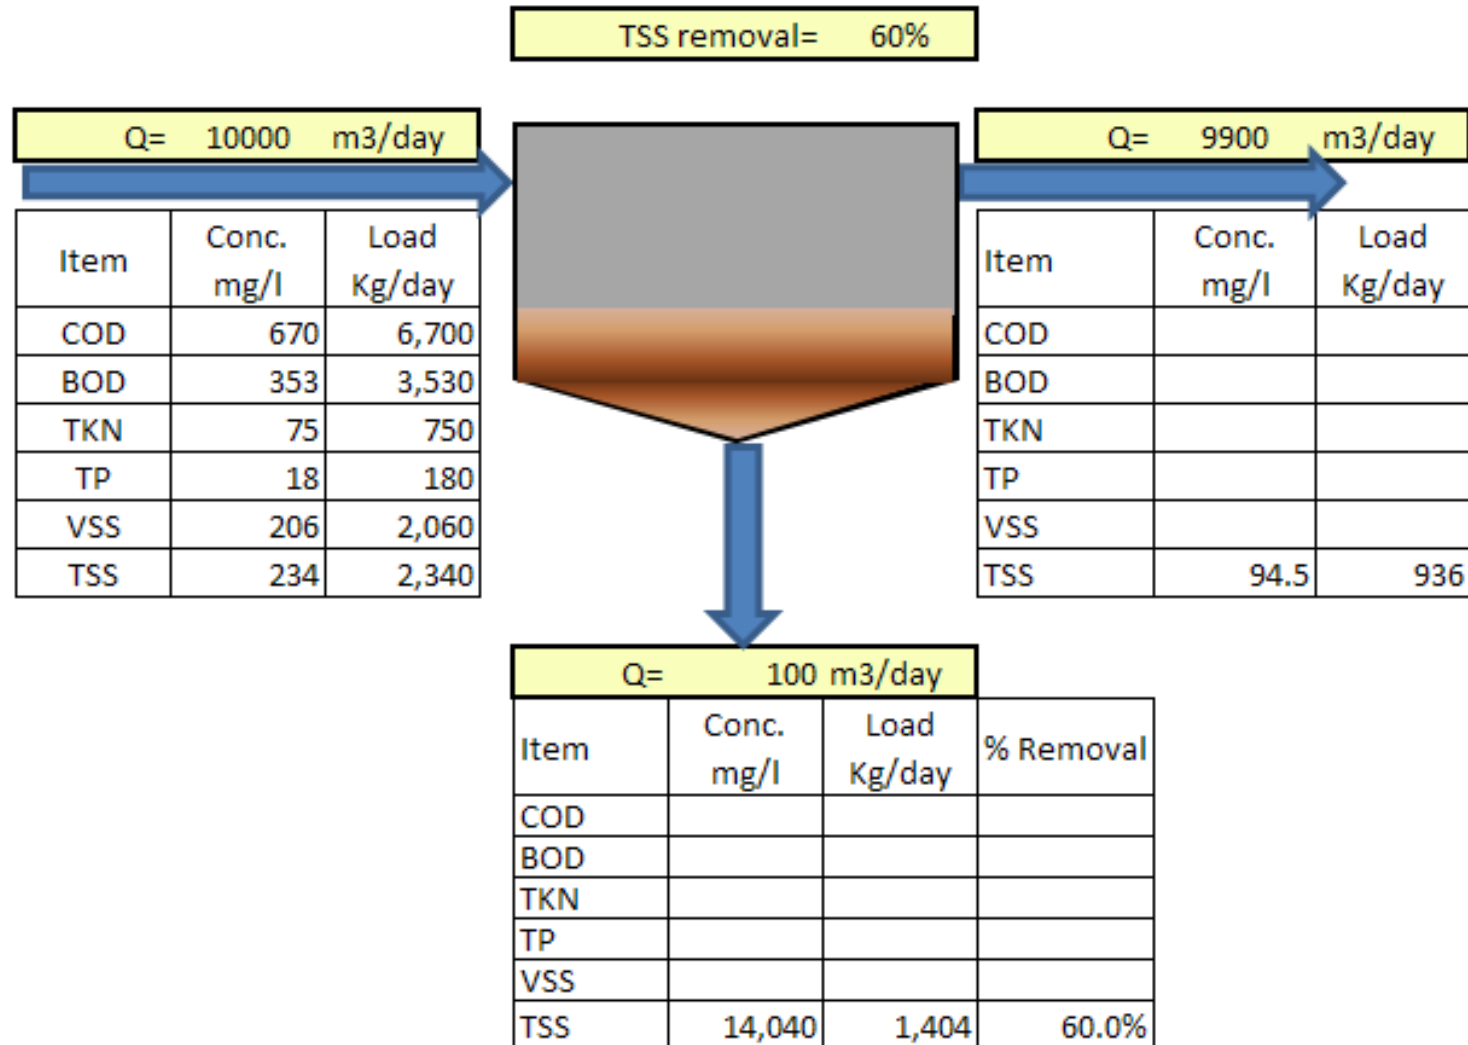 TSS removal= 60%
Q= 10000 m3/day
Item Conc. mg/l Load Kg/day
COD 670 6,700
BOD 353 3,530
TKN 75 750
TP 18 180
VSS 206 2,060
TSS 234 2,340
Q= 9900 m3/day
Item Conc. mg/l Load Kg/day
COD
BOD
TKN
TP
VSS
TSS 94.5 936
Q= 100 m3/day
Item Conc. mg/l Load Kg/day % Removal
COD
BOD
TKN
TP
VSS
TSS 14,040 1,404 60.0%